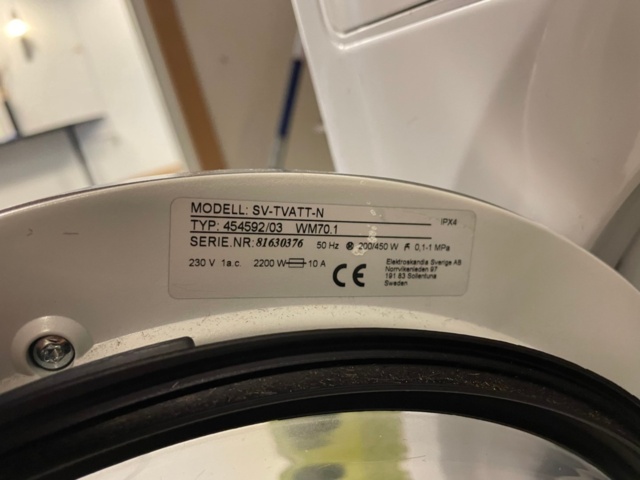 MODELL: SV-TVATT-N
IPX4
TYP: 454592/03 WM70.1
SERIE.NR: 81630376 50 Hz 200/450 W 0,1-1 MPa
230 V 1a.c. 2200 W 10 A
CE
Elektroskandia Sverige AB
Norrvikenleden 97
191 83 Sollentuna
Sweden